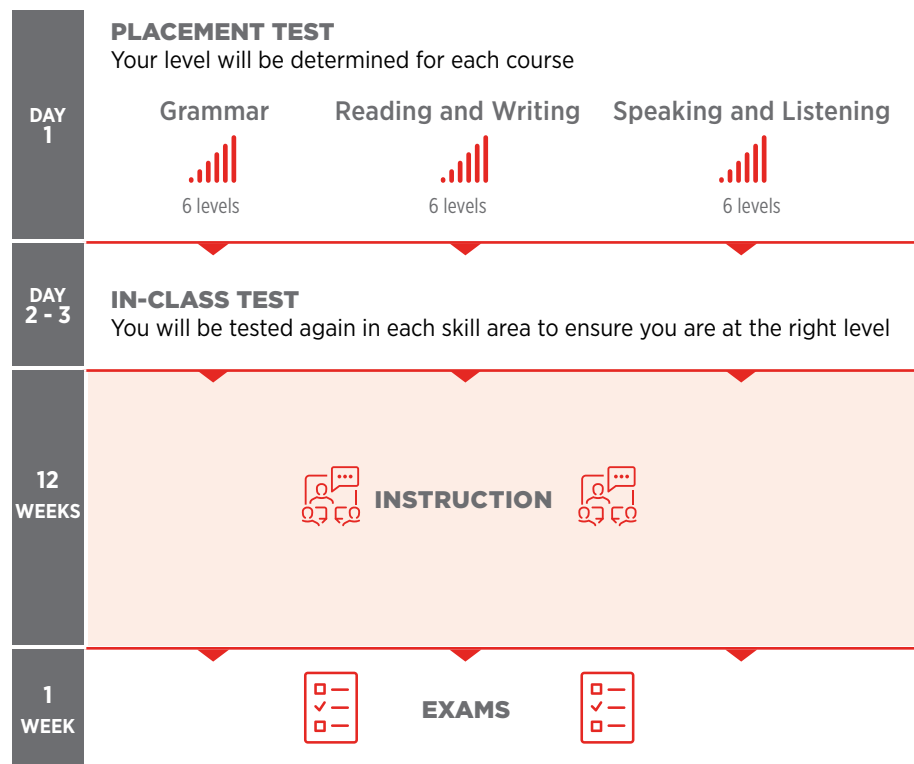 DAY
1
PLACEMENT TEST
Your level will be determined for each course
Grammar
6 levels
Reading and Writing
6 levels
Speaking and Listening
6 levels
DAY
2 - 3
IN-CLASS TEST
You will be tested again in each skill area to ensure you are at the right level
12
WEEKS
INSTRUCTION
1
WEEK
EXAMS